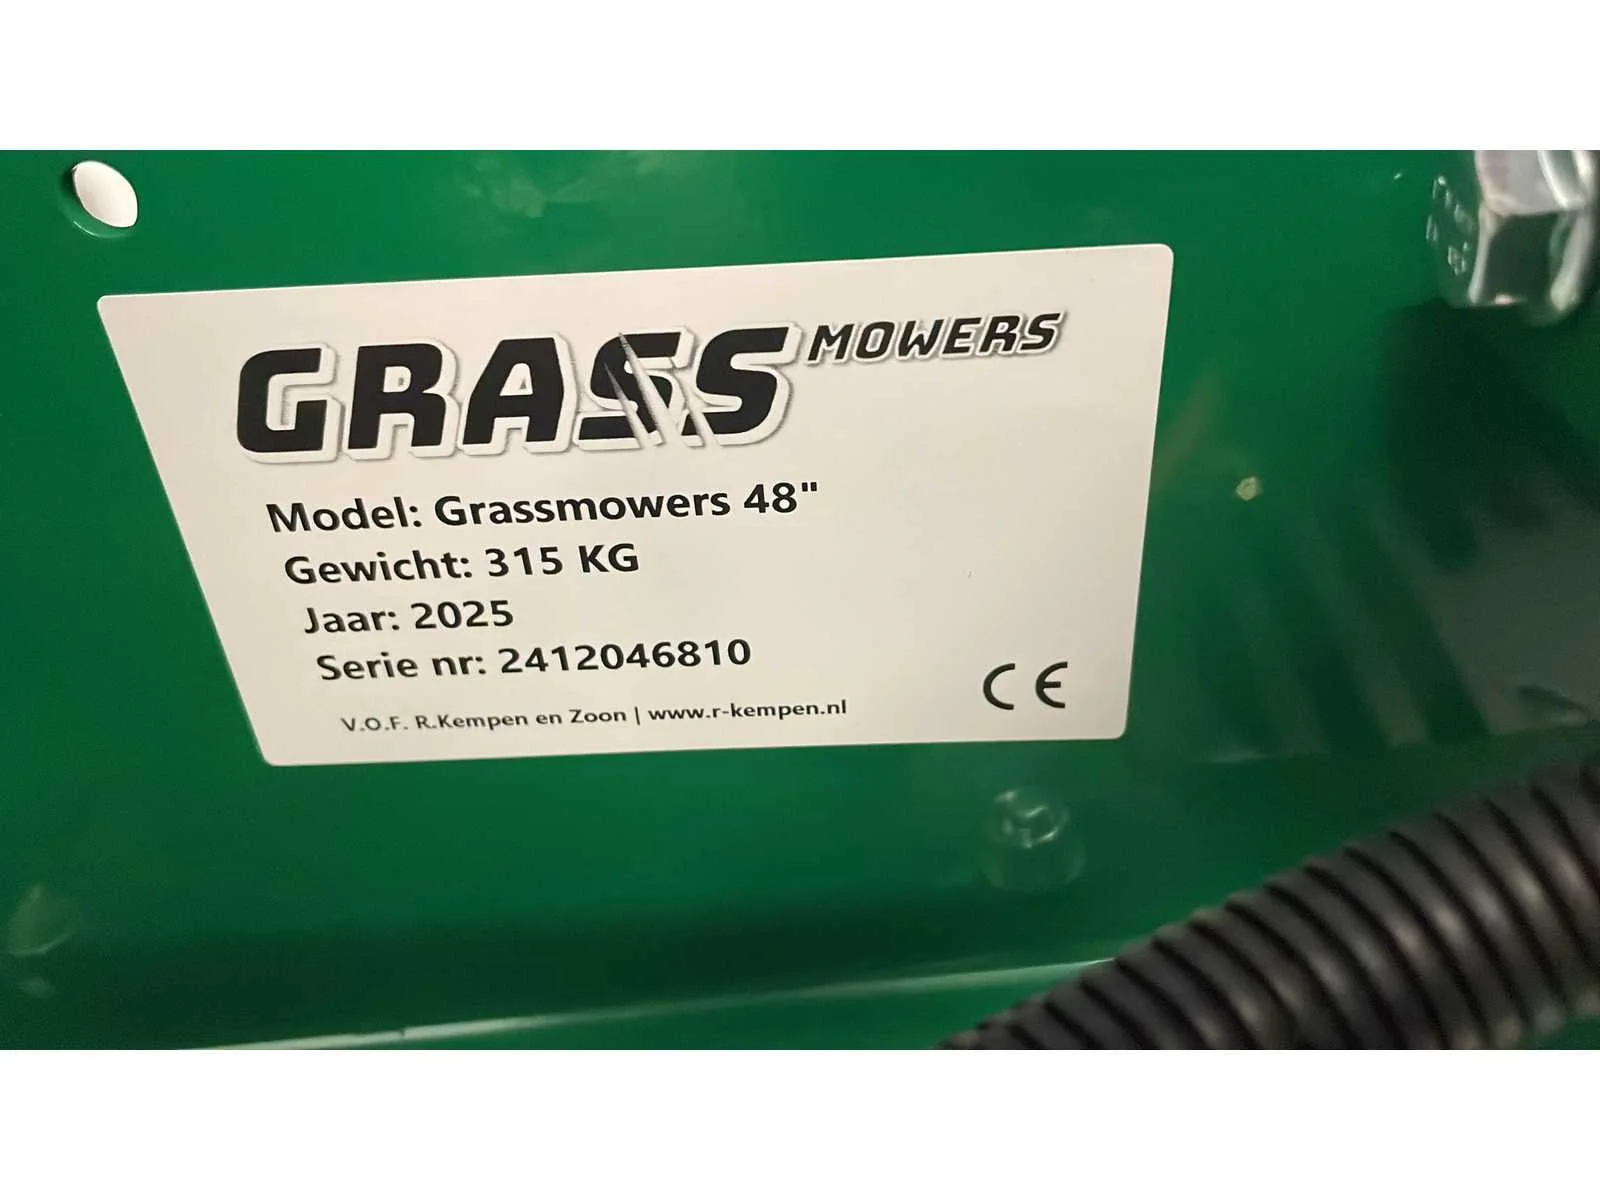 GRASS MOWERS
Model: Grassmowers 48"
Gewicht: 315 KG
Jaar: 2025
Serie nr: 2412046810
V.O.F. R.Kempen en Zoon | www.r-kempen.nl
CE